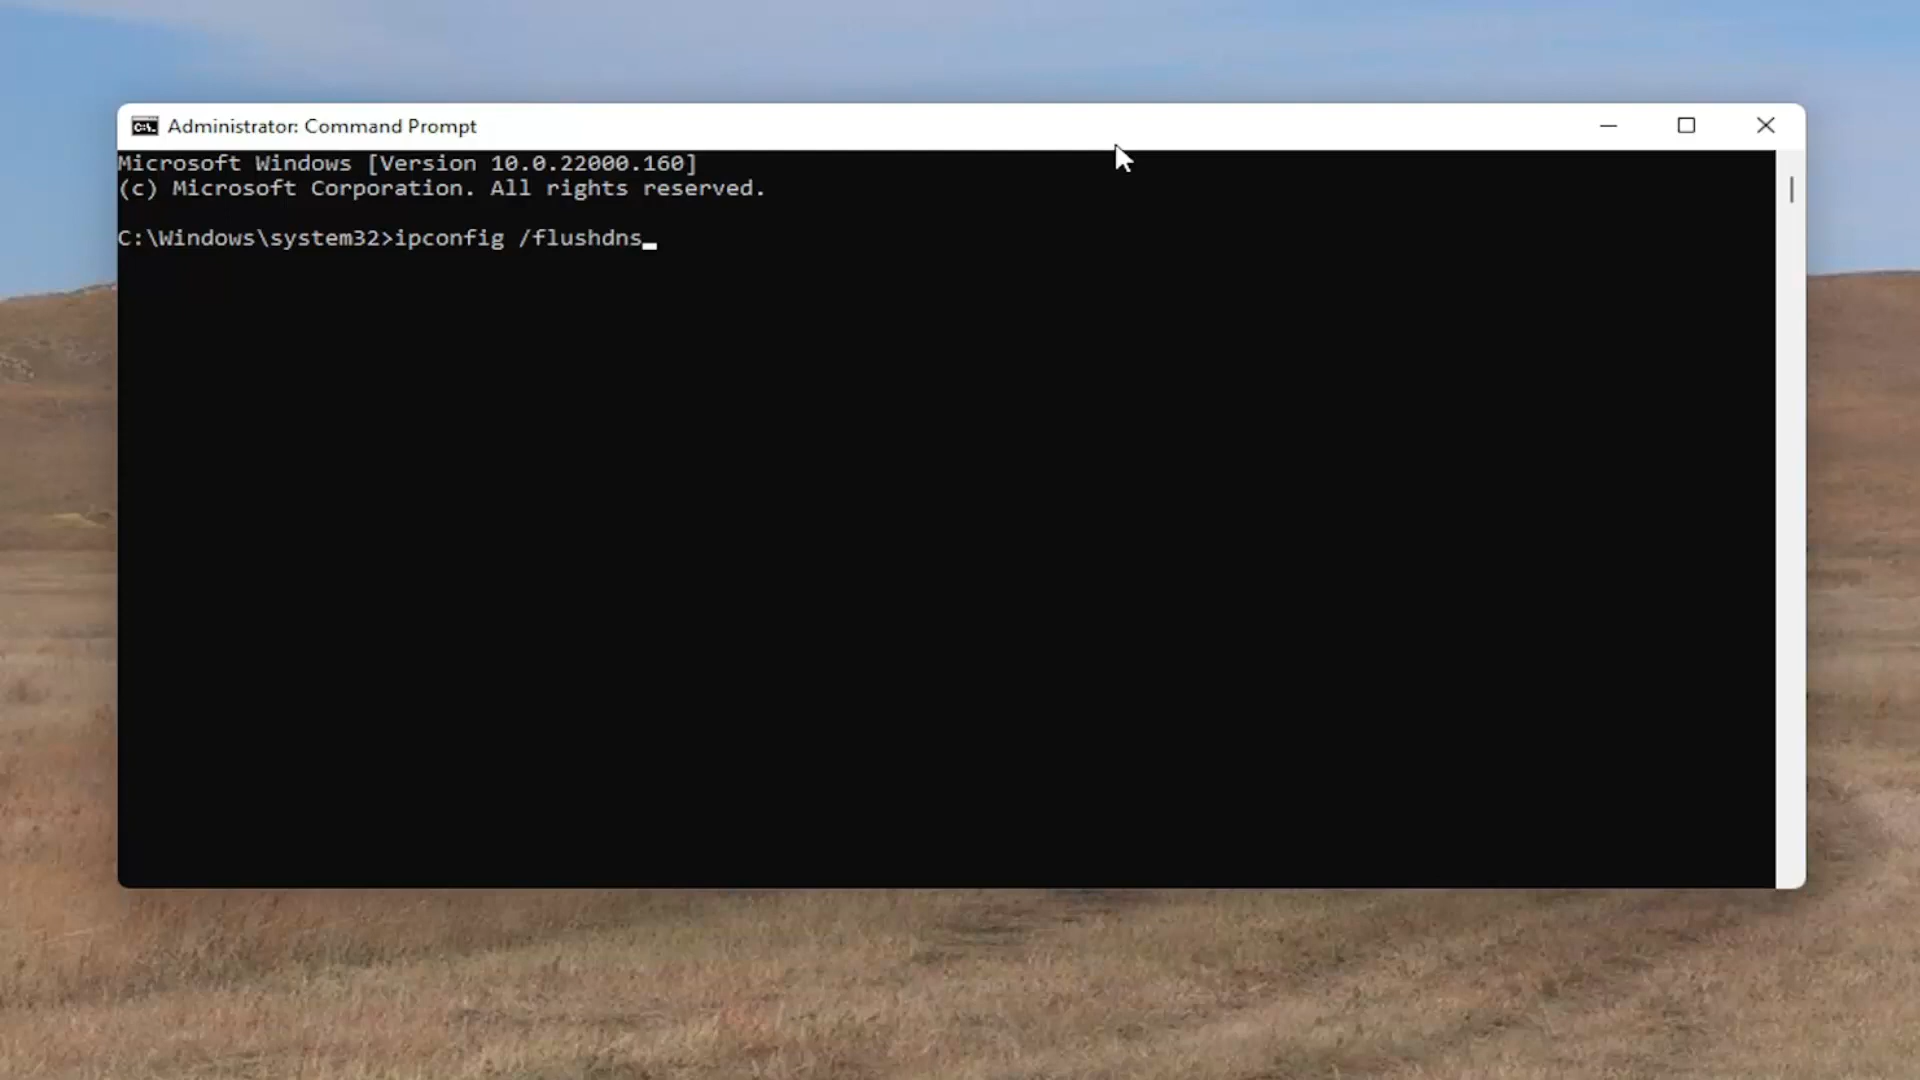 Administrator: Command Prompt
Microsoft Windows [Version 10.0.22000.160]
(c) Microsoft Corporation. All rights reserved.
C:\Windows\system32>ipconfig /flushdns